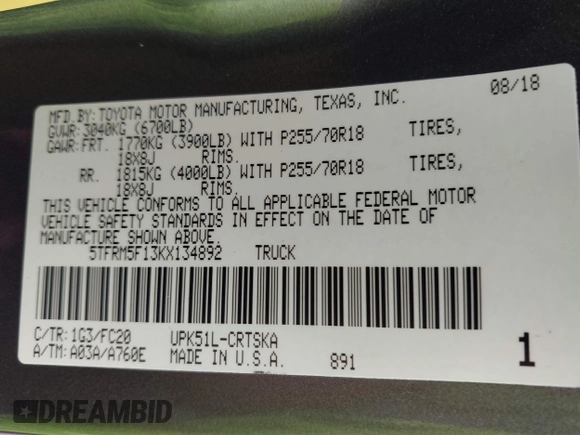 MFD.BY:TOYOTA MOTOR MANUFACTURING, TEXAS, INC. 08/18
GVWR:3040KG (6700LB)
GAWR:FRT. 1770KG (3900LB) WITH P255/70R18 TIRES,
18X8J RIMS.
RR. 1815KG (4000LB) WITH P255/70R18 TIRES,
18X8J RIMS.
THIS VEHICLE CONFORMS TO ALL APPLICABLE FEDERAL MOTOR
VEHICLE SAFETY STANDARDS IN EFFECT ON THE DATE OF
MANUFACTURE SHOWN ABOVE.
5TFRM5F13KX134892 TRUCK
C/TR:1G3/FC20 UPK51L-CRTSKA
A/TM:A03A/A760E MADE IN U.S.A. 891 1
DREAMBID